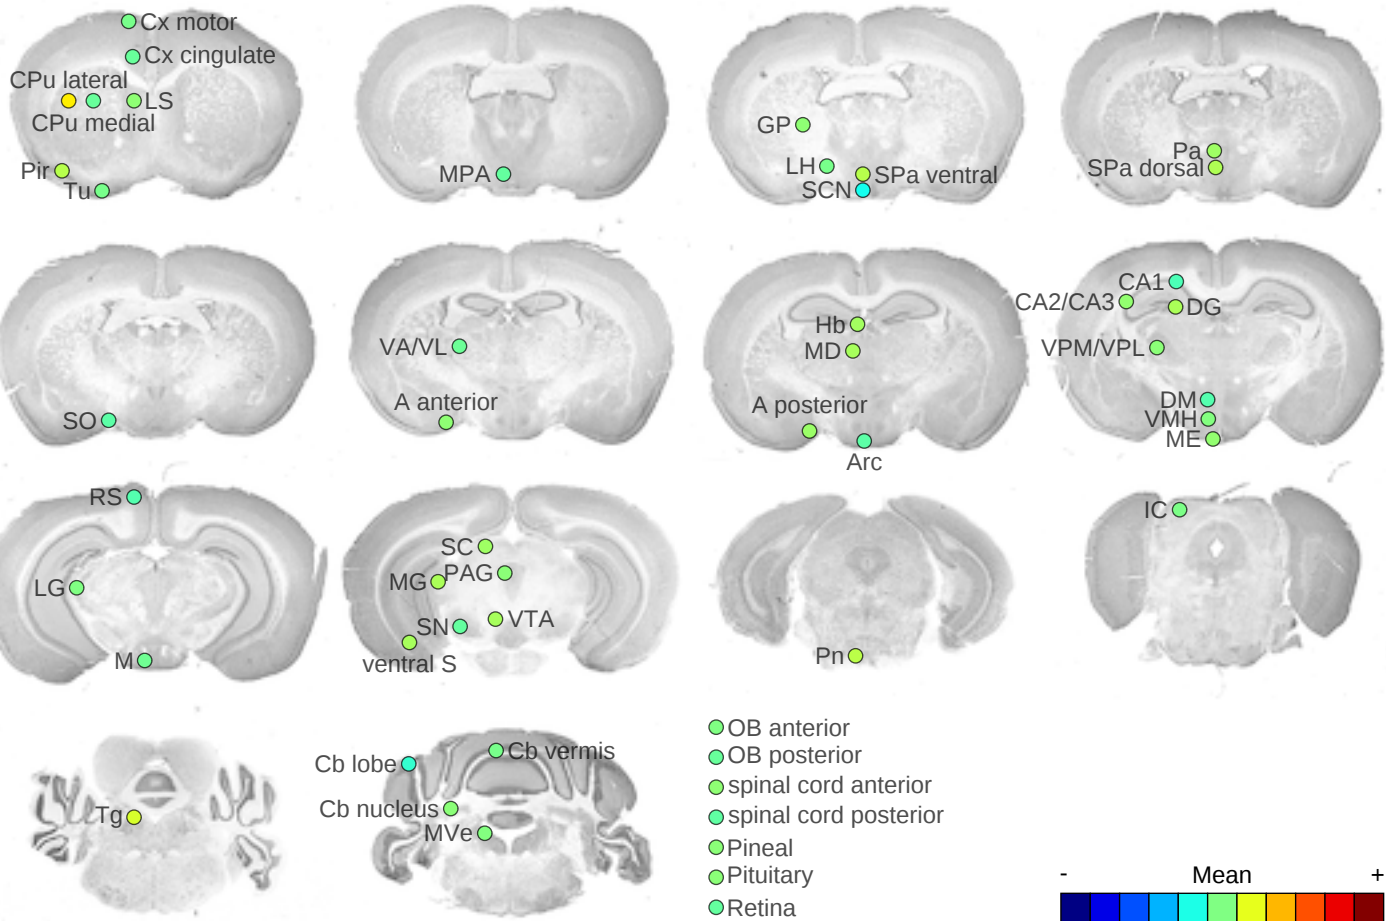 Cx motor
Cx cingulate
CPu lateral
LS
CPu medial
Pir
Tu
MPA
GP
LH
SPa ventral
SCN
Pa
SPa dorsal
SO
VA/VL
A anterior
Hb
MD
A posterior
Arc
CA1
CA2/CA3
DG
VPM/VPL
DM
VMH
ME
RS
LG
M
SC
MG
PAG
SN
VTA
ventral S
Pn
IC
Tg
Cb lobe
Cb vermis
Cb nucleus
MVe
OB anterior
OB posterior
spinal cord anterior
spinal cord posterior
Pineal
Pituitary
Retina
- Mean +